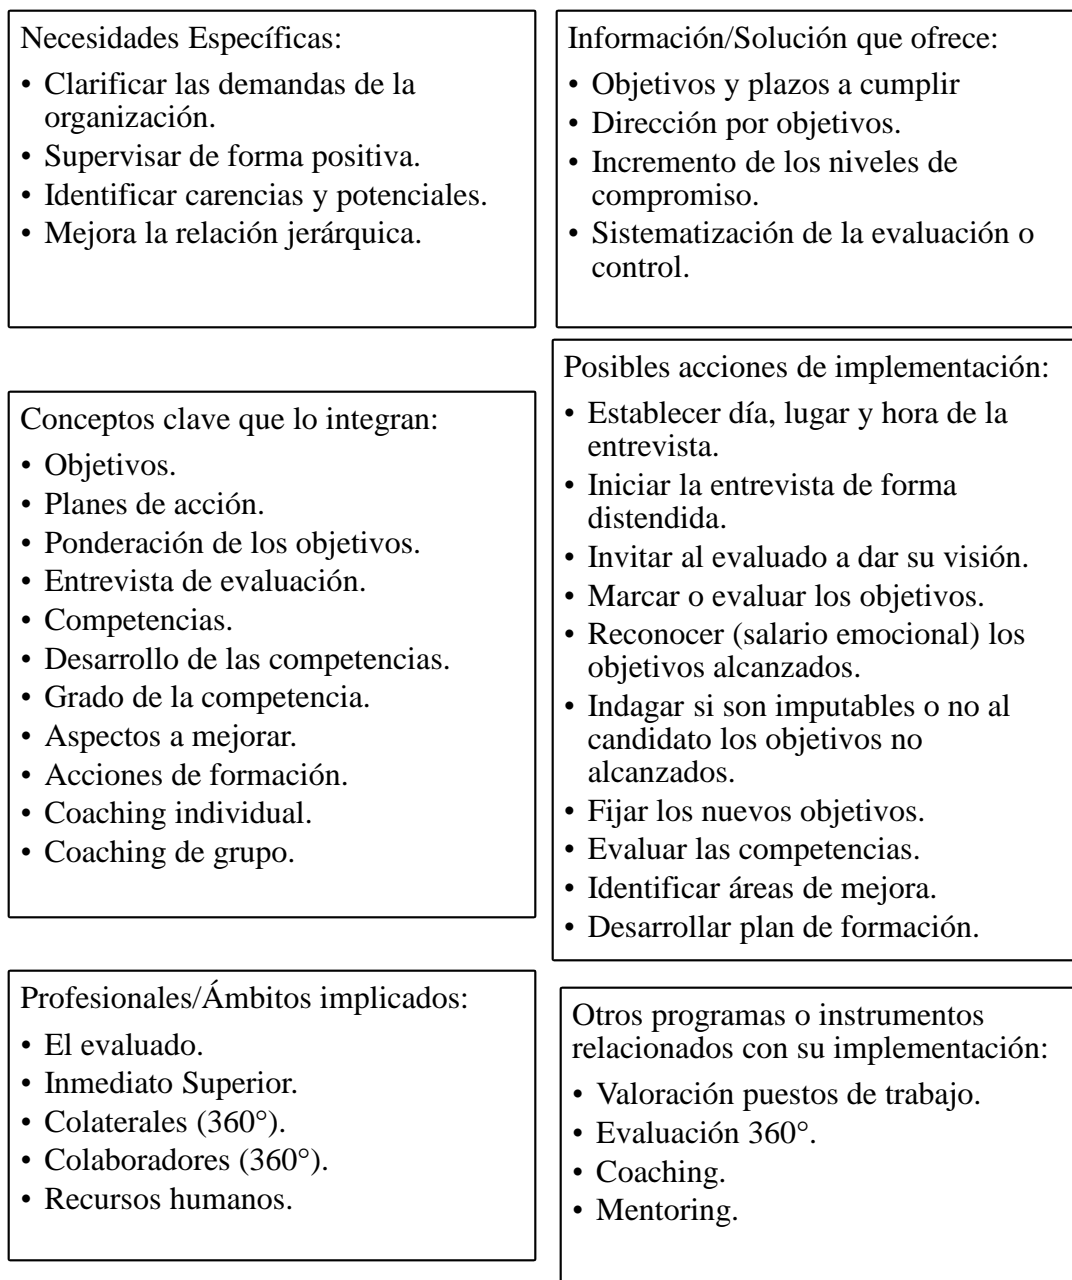 Necesidades Específicas:
• Clarificar las demandas de la
organización.
• Supervisar de forma positiva.
• Identificar carencias y potenciales.
• Mejora la relación jerárquica.
Información/Solución que ofrece:
• Objetivos y plazos a cumplir
• Dirección por objetivos.
• Incremento de los niveles de
compromiso.
• Sistematización de la evaluación o
control.
Conceptos clave que lo integran:
• Objetivos.
• Planes de acción.
• Ponderación de los objetivos.
• Entrevista de evaluación.
• Competencias.
• Desarrollo de las competencias.
• Grado de la competencia.
• Aspectos a mejorar.
• Acciones de formación.
• Coaching individual.
• Coaching de grupo.
Posibles acciones de implementación:
• Establecer día, lugar y hora de la
entrevista.
• Iniciar la entrevista de forma
distendida.
• Invitar al evaluado a dar su visión.
• Marcar o evaluar los objetivos.
• Reconocer (salario emocional) los
objetivos alcanzados.
• Indagar si son imputables o no al
candidato los objetivos no
alcanzados.
• Fijar los nuevos objetivos.
• Evaluar las competencias.
• Identificar áreas de mejora.
• Desarrollar plan de formación.
Profesionales/Ámbitos implicados:
• El evaluado.
• Inmediato Superior.
• Colaterales (360°).
• Colaboradores (360°).
• Recursos humanos.
Otros programas o instrumentos
relacionados con su implementación:
• Valoración puestos de trabajo.
• Evaluación 360°.
• Coaching.
• Mentoring.